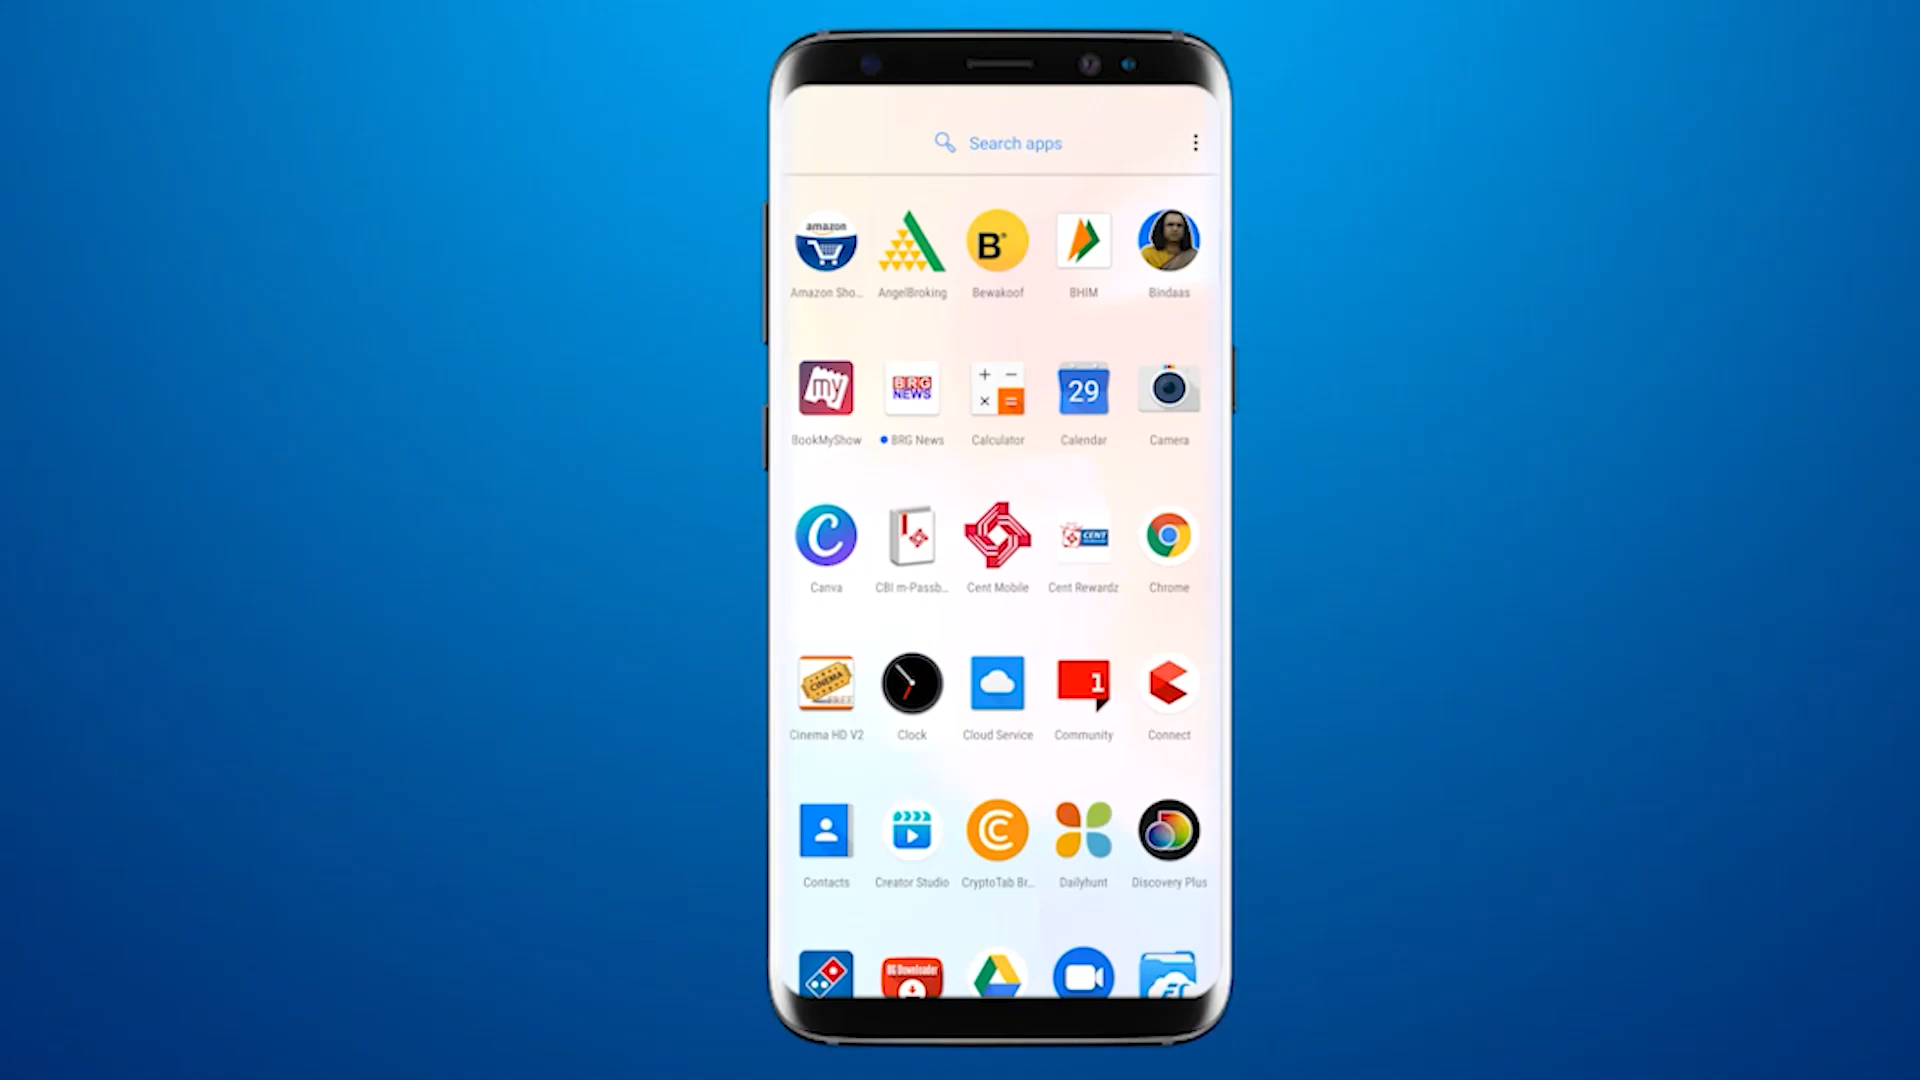 Search apps
amazon
B
Amazon Sho...
AngelBroking
Bewakoof
BHIM
Bindaas
my
BRG
NEWS
29
BookMyShow
BRG News
Calculator
Calendar
Camera
C
CENT
Canva
CBI m-Passb...
Cent Mobile
Cent Rewardz
Chrome
CINEMA
1
Cinema HD V2
Clock
Cloud Service
Community
Connect
Contacts
Creator Studio
CryptoTab Br...
Dailyhunt
Discovery Plus